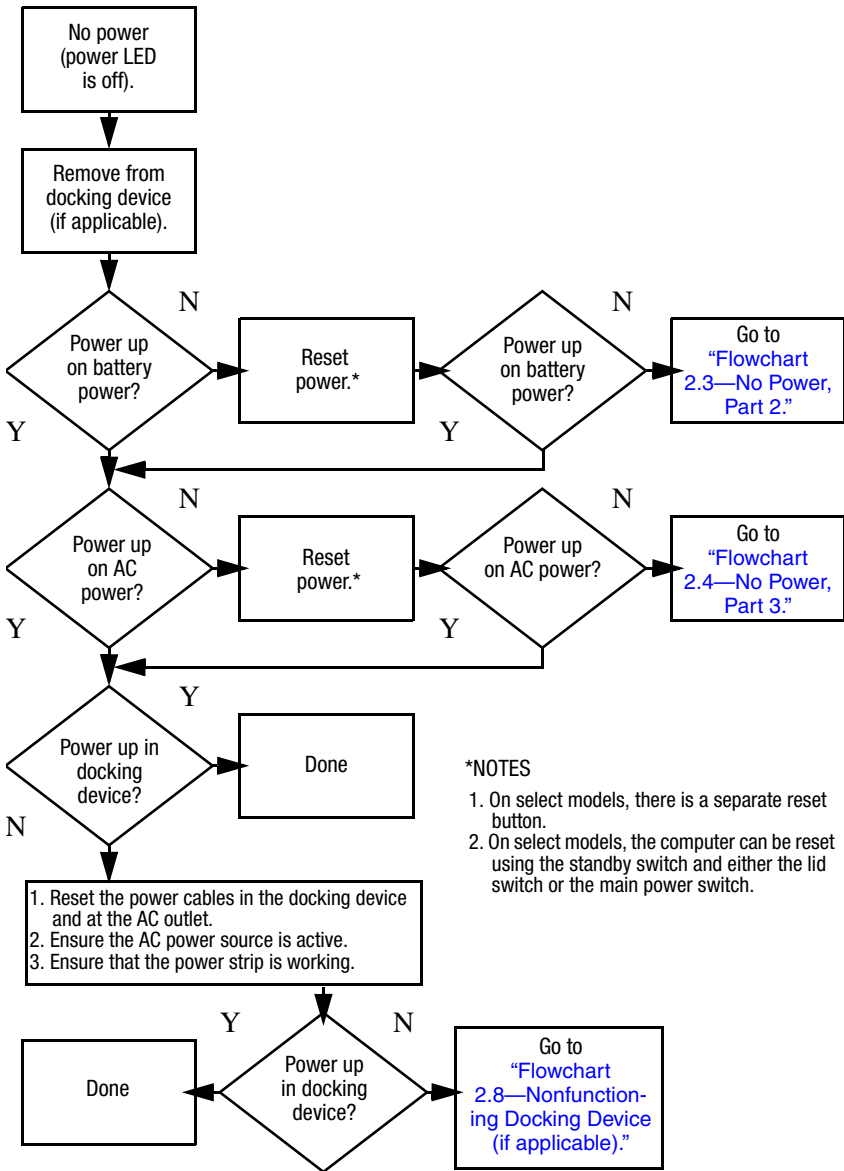 No power
(power LED
is off).
Remove from
docking device
(if applicable).
N
N
Power up
on battery
power?
Reset
power.*
Power up
on battery
power?
Go to
“Flowchart
2.3—No Power,
Part 2.”
Y
Y
N
N
Power up
on AC
power?
Reset
power.*
Power up
on AC power?
Go to
“Flowchart
2.4—No Power,
Part 3.”
Y
Y
Y
Power up in
docking
device?
Done
N
*NOTES
1. On select models, there is a separate reset
button.
2. On select models, the computer can be reset
using the standby switch and either the lid
switch or the main power switch.
1. Reset the power cables in the docking device
and at the AC outlet.
2. Ensure the AC power source is active.
3. Ensure that the power strip is working.
Y
N
Done
Power up
in docking
device?
Go to
“Flowchart
2.8—Nonfunction-
ing Docking Device
(if applicable).”